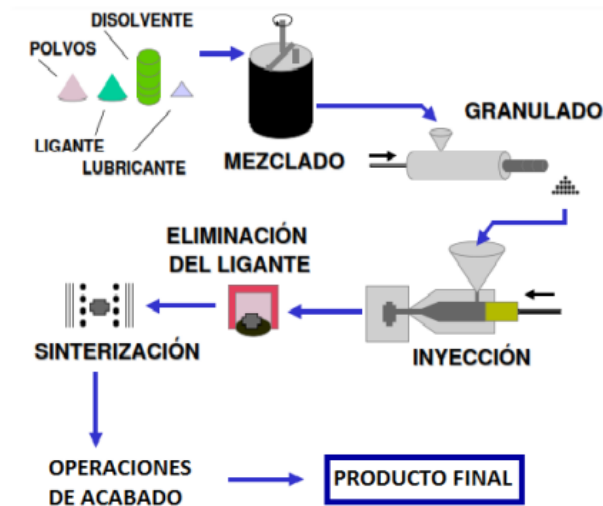 DISOLVENTE
POLVOS
LIGANTE
LUBRICANTE
MEZCLADO
GRANULADO
ELIMINACIÓN
DEL LIGANTE
SINTERIZACIÓN
INYECCIÓN
OPERACIONES
DE ACABADO
PRODUCTO FINAL